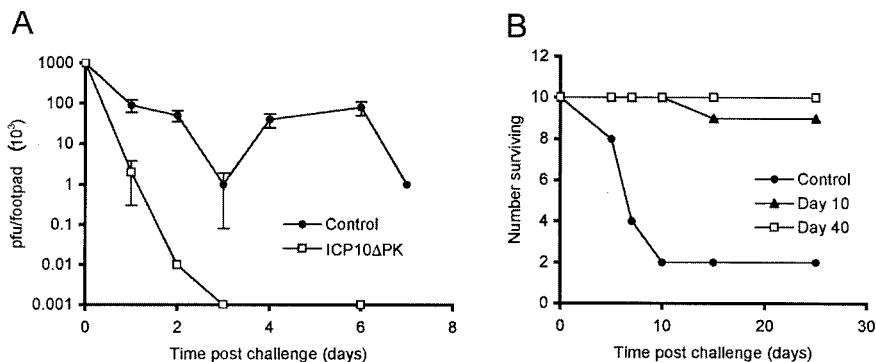 A
pfu/footpad (10³)
1000
100
10
1
0.1
0.01
0.001
Control
ICP10ΔPK
0 2 4 6 8
Time post challenge (days)
B
Number surviving
12
10
8
6
4
2
0
Control
Day 10
Day 40
0 10 20 30
Time post challenge (days)